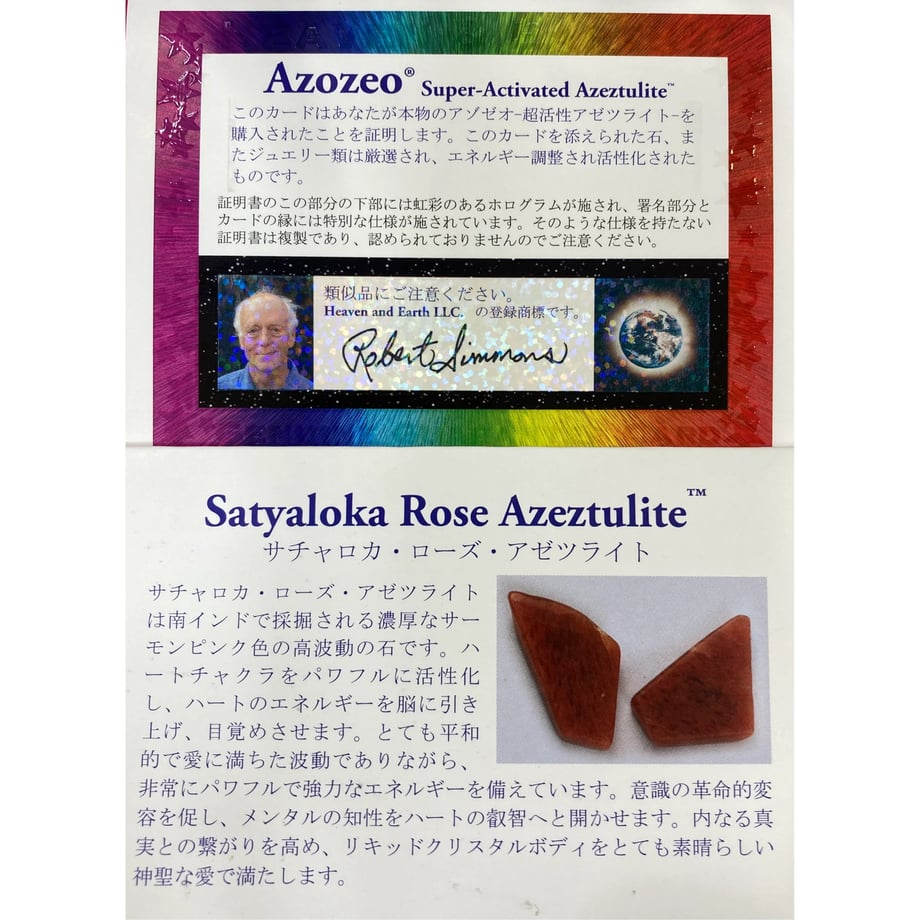 Azozeo® Super-Activated Azeztulite™
このカードはあなたが本物のアゾゼオ−超活性アゼツライト−を
購入されたことを証明します。このカードを添えられた石、ま
たジュエリー類は厳選され、エネルギー調整され活性化された
ものです。
証明書のこの部分の下部には虹彩のあるホログラムが施され、署名部分と
カードの縁には特別な仕様が施されています。そのような仕様を持たない
証明書は複製であり、認められておりませんのでご注意ください。
類似品にご注意ください。
Heaven and Earth LLC. の登録商標です。
Robert Simmons
Satyaloka Rose Azeztulite™
サチャロカ・ローズ・アゼツライト
サチャロカ・ローズ・アゼツライト
は南インドで採掘される濃厚なサー
モンピンク色の高波動の石です。ハ
ートチャクラをパワフルに活性化
し、ハートのエネルギーを脳に引き
上げ、目覚めさせます。とても平和
的で愛に満ちた波動でありながら、
非常にパワフルで強力なエネルギーを備えています。意識の革命的変
容を促し、メンタルの知性をハートの叡智へと開かせます。内なる真
実との繋がりを高め、リキッドクリスタルボディをとても素晴らしい
神聖な愛で満たします。